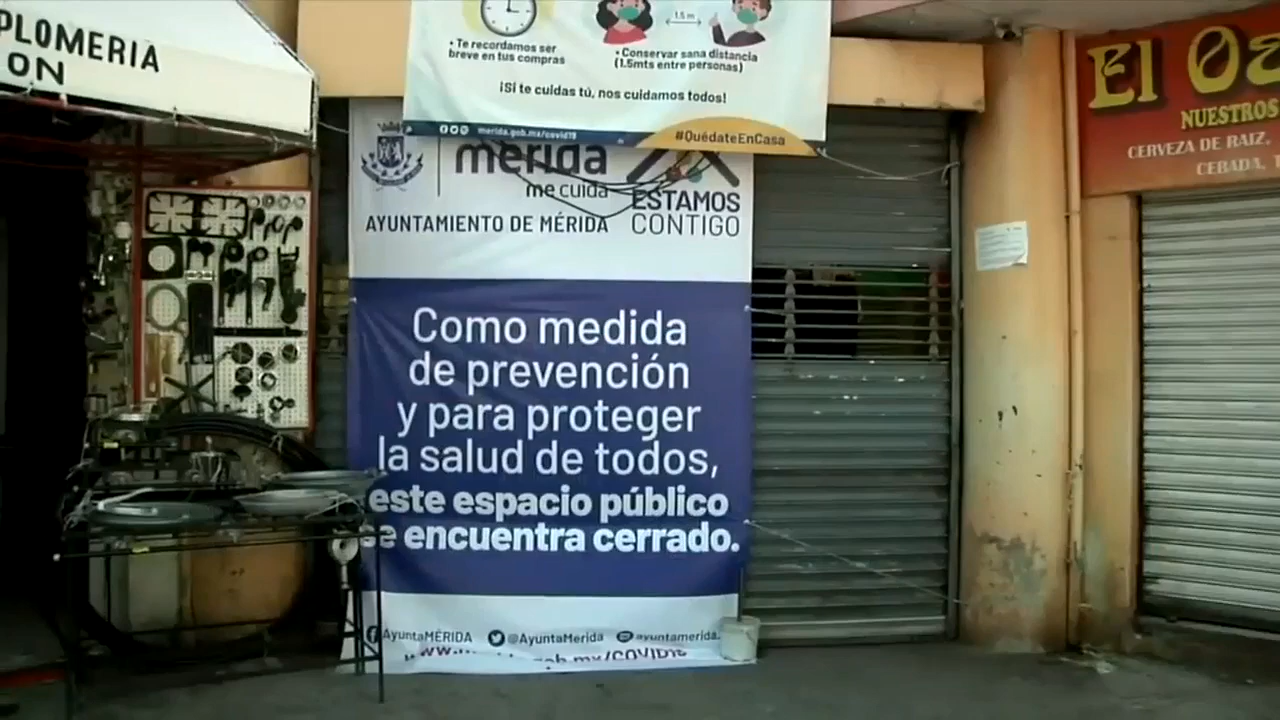 PLOMERIA
ON
1.5 m
• Te recordamos ser
breve en tus compras
• Conservar sana distancia
(1.5mts entre personas)
¡Si te cuidas tú, nos cuidamos todos!
merida.gob.mx/covid19
#QuédateEnCasa
mérida
me cuida
ESTAMOS
CONTIGO
AYUNTAMIENTO DE MÉRIDA
Como medida
de prevención
y para proteger
la salud de todos,
este espacio público
se encuentra cerrado.
AyuntaMÉRIDA
@AyuntaMerida
ayuntamerida.
El
NUESTROS
CERVEZA DE RAIZ,
CEBADA,